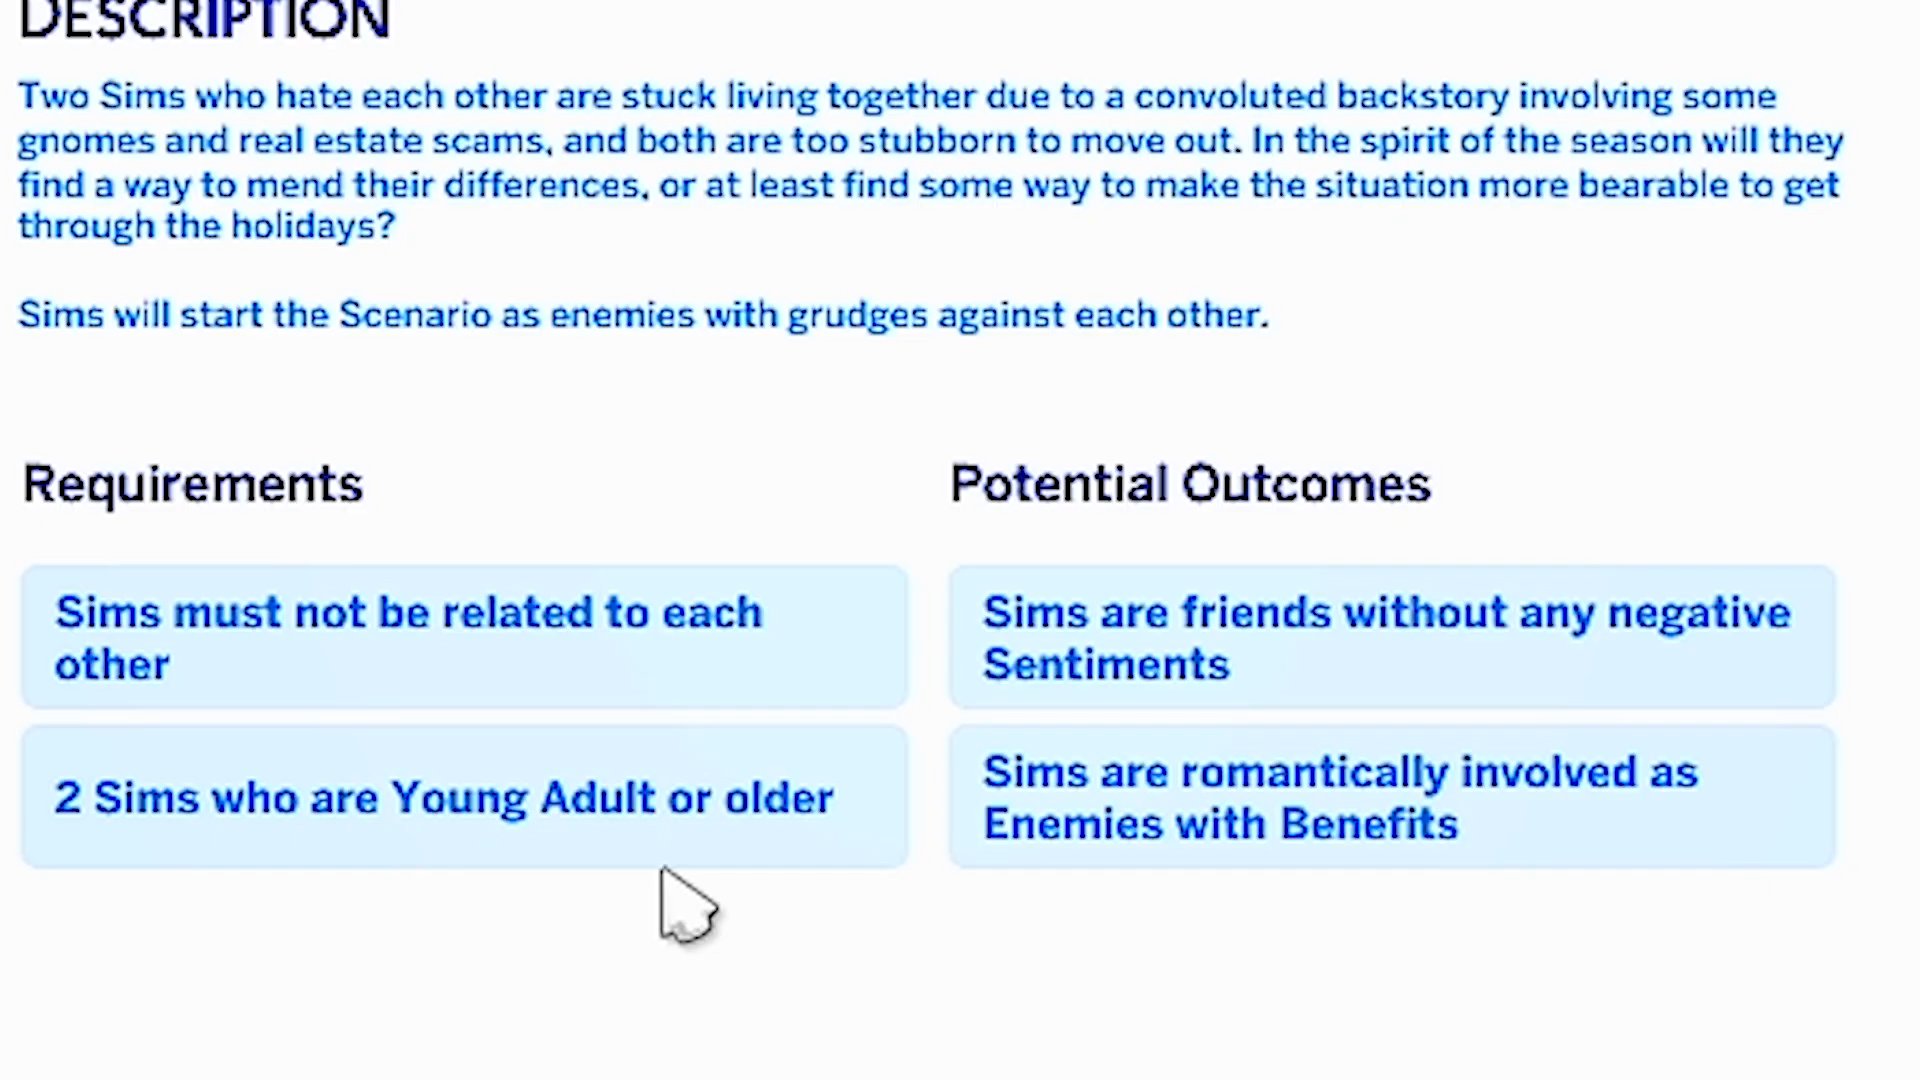 DESCRIPTION
Two Sims who hate each other are stuck living together due to a convoluted backstory involving some
gnomes and real estate scams, and both are too stubborn to move out. In the spirit of the season will they
find a way to mend their differences, or at least find some way to make the situation more bearable to get
through the holidays?
Sims will start the Scenario as enemies with grudges against each other.
Requirements
Sims must not be related to each
other
2 Sims who are Young Adult or older
Potential Outcomes
Sims are friends without any negative
Sentiments
Sims are romantically involved as
Enemies with Benefits